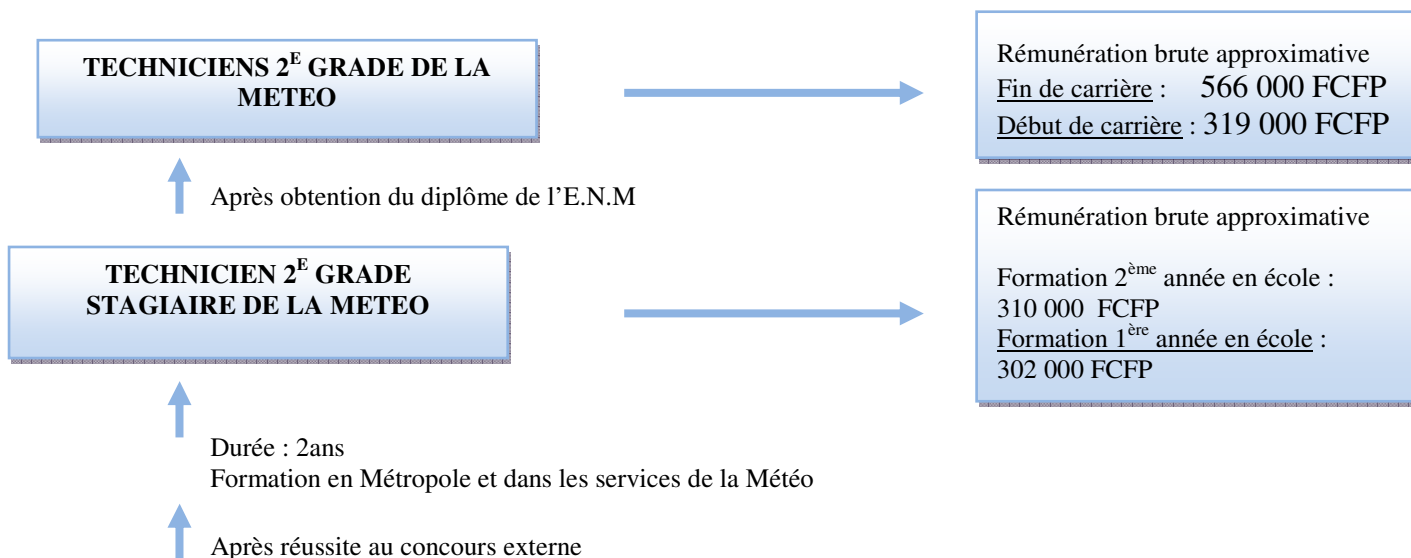 TECHNICIENS 2E GRADE DE LA
METEO
Rémunération brute approximative
Fin de carrière : 566 000 FCFP
Début de carrière : 319 000 FCFP
Après obtention du diplôme de l’E.N.M
TECHNICIEN 2E GRADE
STAGIAIRE DE LA METEO
Rémunération brute approximative
Formation 2ème année en école :
310 000 FCFP
Formation 1ère année en école :
302 000 FCFP
Durée : 2ans
Formation en Métropole et dans les services de la Météo
Après réussite au concours externe